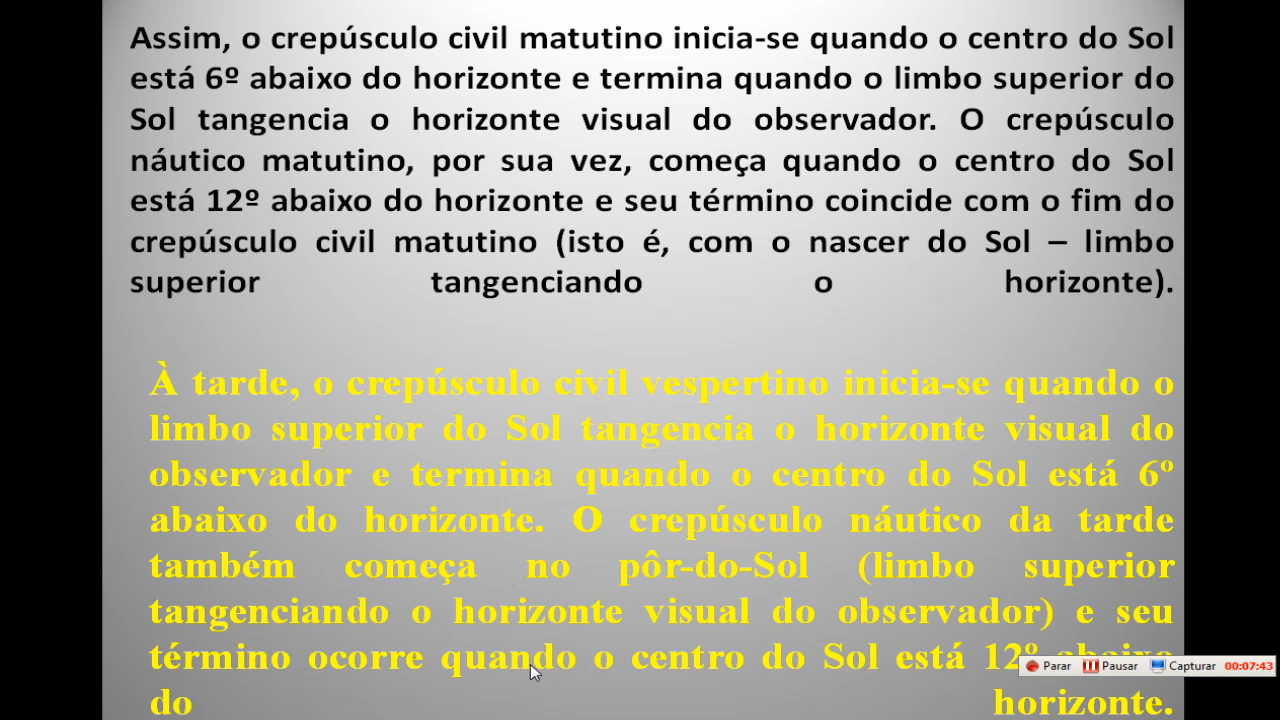 Assim, o crepúsculo civil matutino inicia-se quando o centro do Sol
está 6º abaixo do horizonte e termina quando o limbo superior do
Sol tangencia o horizonte visual do observador. O crepúsculo
náutico matutino, por sua vez, começa quando o centro do Sol
está 12º abaixo do horizonte e seu término coincide com o fim do
crepúsculo civil matutino (isto é, com o nascer do Sol – limbo
superior tangenciando o horizonte).
À tarde, o crepúsculo civil vespertino inicia-se quando o
limbo superior do Sol tangencia o horizonte visual do
observador e termina quando o centro do Sol está 6º
abaixo do horizonte. O crepúsculo náutico da tarde
também começa no pôr-do-Sol (limbo superior
tangenciando o horizonte visual do observador) e seu
término ocorre quando o centro do Sol está 12º abaixo
do horizonte.
Parar Pausar Capturar 00:07:43